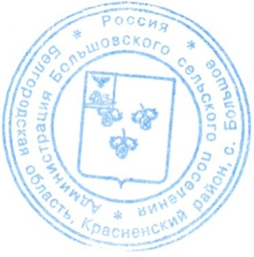 * Россия *
Белгородская область, Красненский район, с. Большое
Администрация Большовского сельского поселения *